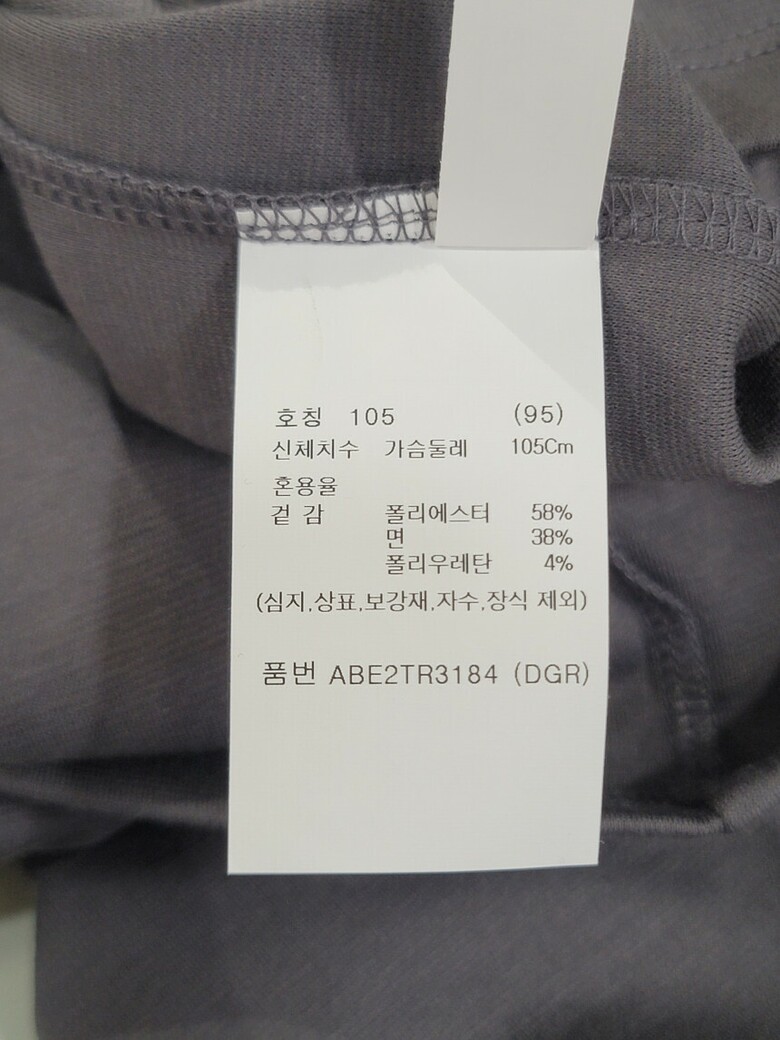 호칭 105 (95)
신체치수 가슴둘레 105Cm
혼용율
겉 감 폴리에스터 58%
면 38%
폴리우레탄 4%
(심지,상표,보강재,자수,장식 제외)
품번 ABE2TR3184 (DGR)